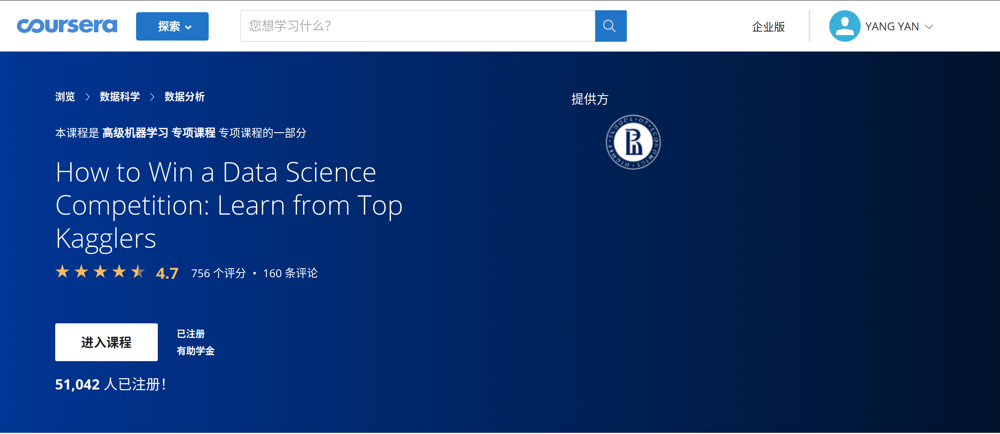 coursera
探索
您想学习什么？
企业版
YANG YAN
浏览 > 数据科学 > 数据分析
本课程是 高级机器学习 专项课程 专项课程的一部分
How to Win a Data Science
Competition: Learn from Top
Kagglers
4.7 756 个评分 • 160 条评论
进入课程
已注册
有助学金
51,042 人已注册！
提供方
HIGHER • SCHOOL • OF • ECONOMICS •